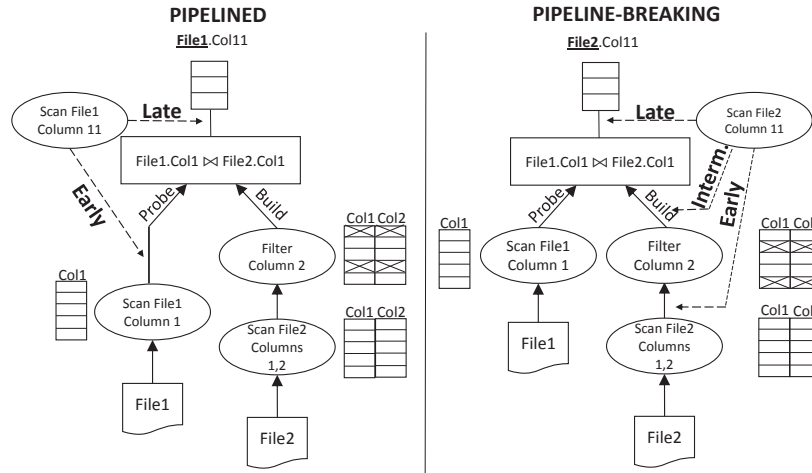 PIPELINED
File1.Col11
Scan File1
Column 11
Late
Early
File1.Col1 ⋈ File2.Col1
Probe
Build
Col1
Scan File1
Column 1
File1
Filter
Column 2
Col1 Col2
Scan File2
Columns
1,2
Col1 Col2
File2
PIPELINE-BREAKING
File2.Col11
Late
Scan File2
Column 11
Interm.
Early
File1.Col1 ⋈ File2.Col1
Probe
Build
Col1
Scan File1
Column 1
File1
Filter
Column 2
Col1
Scan File2
Columns
1,2
Col1
File2